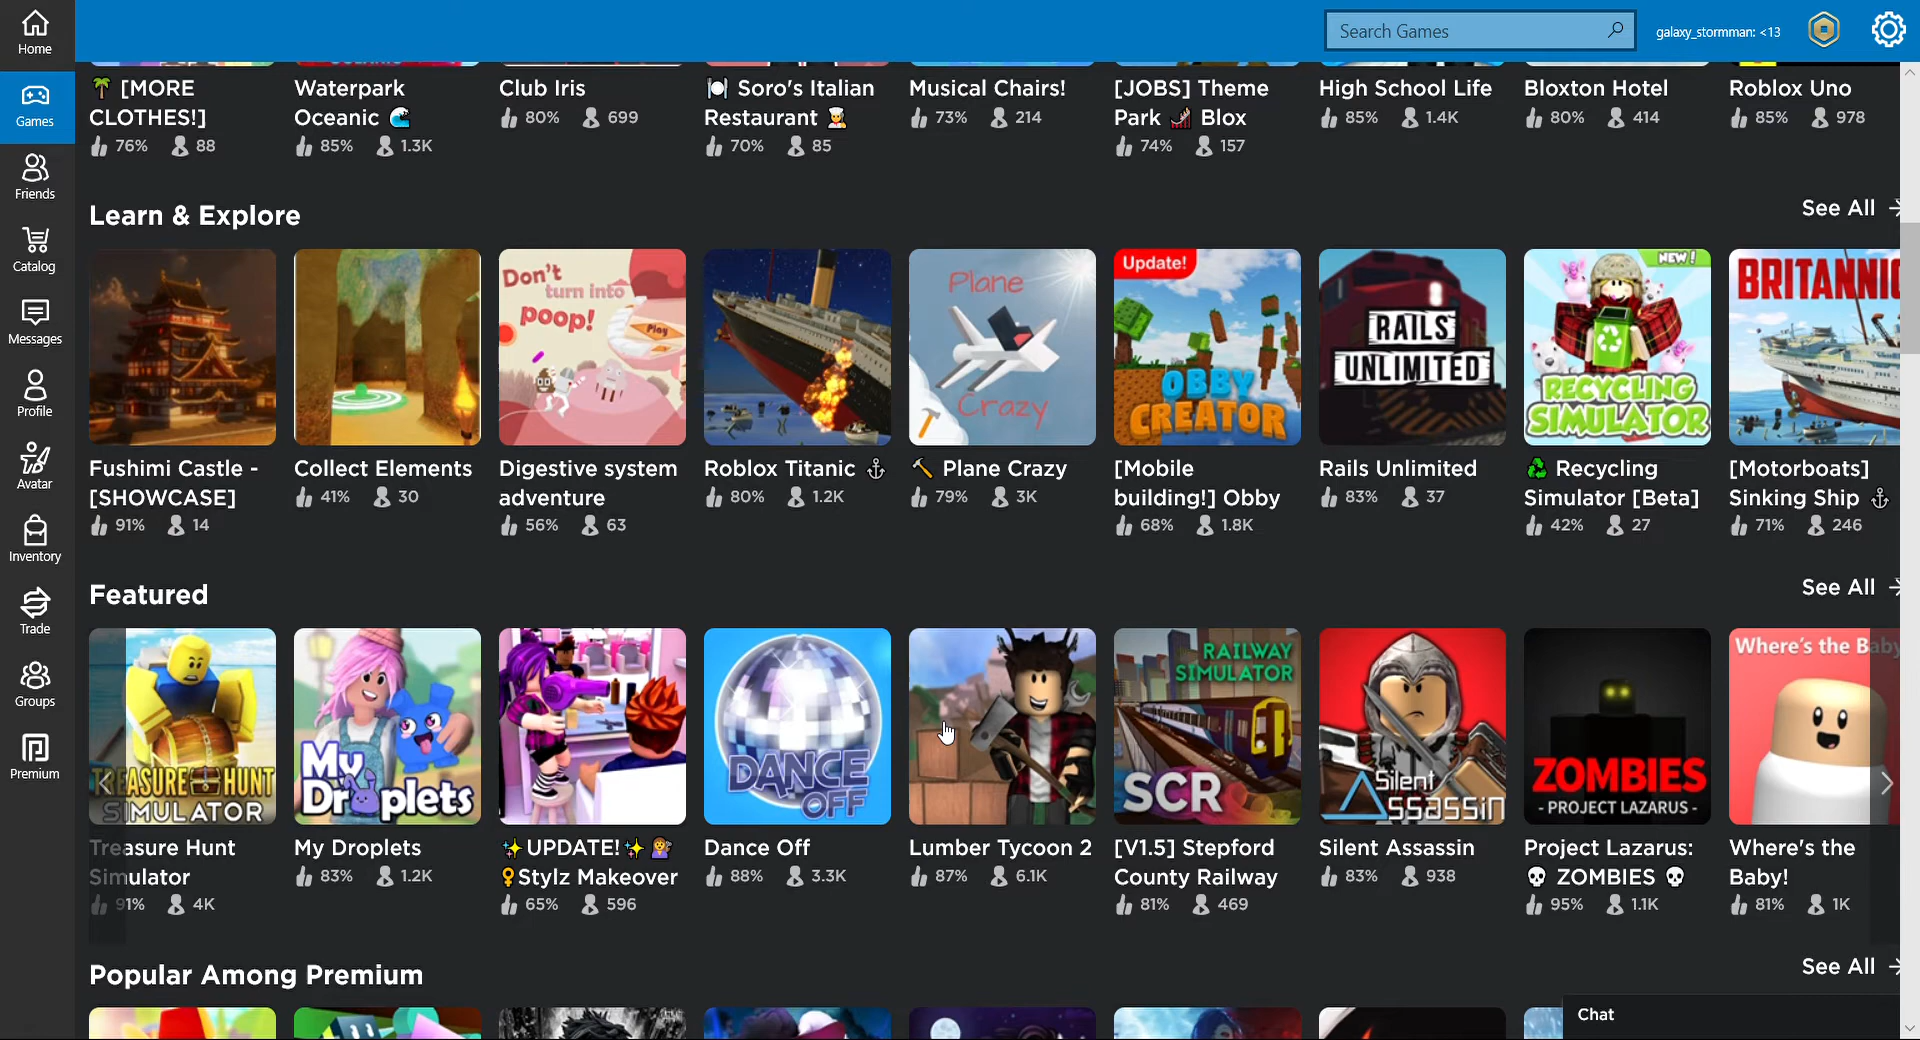 Home
Search Games
galaxy_stormman: <13
Games
Friends
Catalog
Messages
Profile
Avatar
Inventory
Trade
Groups
Premium
🌴 [MORE
CLOTHES!]
76% 88
Waterpark
Oceanic 🌊
85% 1.3K
Club Iris
80% 699
🍽 Soro's Italian
Restaurant 👨‍🍳
70% 85
Musical Chairs!
73% 214
[JOBS] Theme
Park 🎢 Blox
74% 157
High School Life
85% 1.4K
Bloxton Hotel
80% 414
Roblox Uno
85% 978
Learn & Explore
See All →
Fushimi Castle -
[SHOWCASE]
91% 14
Collect Elements
41% 30
Don't
turn into
poop!
Play
Digestive system
adventure
56% 63
Roblox Titanic ⚓
80% 1.2K
Plane
Crazy
🔨 Plane Crazy
79% 3K
Update!
OBBY
CREATOR
[Mobile
building!] Obby
68% 1.8K
RAILS
UNLIMITED
Rails Unlimited
83% 37
NEW!
RECYCLING
SIMULATOR
♻ Recycling
Simulator [Beta]
42% 27
BRITANNIC
[Motorboats]
Sinking Ship ⚓
71% 246
Featured
See All →
TREASURE HUNT
SIMULATOR
Treasure Hunt
Simulator
91% 4K
My
Droplets
My Droplets
83% 1.2K
✨UPDATE!✨💇
♀Stylz Makeover
65% 596
DANCE
OFF
Dance Off
88% 3.3K
Lumber Tycoon 2
87% 6.1K
RAILWAY
SIMULATOR
SCR
[V1.5] Stepford
County Railway
81% 469
Silent
Assassin
Silent Assassin
83% 938
ZOMBIES
- PROJECT LAZARUS -
Project Lazarus:
💀 ZOMBIES 💀
95% 1.1K
Where's the Baby
Where's the
Baby!
81% 1K
Popular Among Premium
See All →
Chat